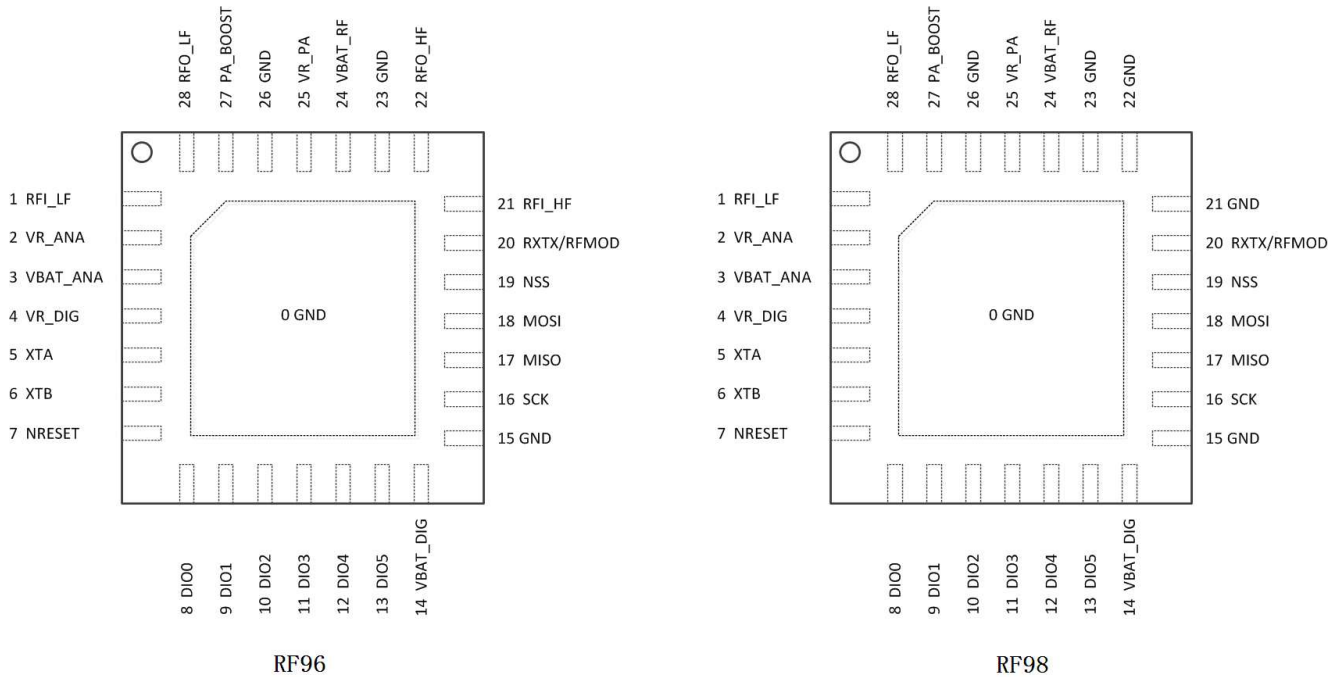 28 RFO_LF
27 PA_BOOST
26 GND
25 VR_PA
24 VBAT_RF
23 GND
22 RFO_HF
1 RFI_LF
2 VR_ANA
3 VBAT_ANA
4 VR_DIG
5 XTA
6 XTB
7 NRESET
0 GND
21 RFI_HF
20 RXTX/RFMOD
19 NSS
18 MOSI
17 MISO
16 SCK
15 GND
8 DIO0
9 DIO1
10 DIO2
11 DIO3
12 DIO4
13 DIO5
14 VBAT_DIG
RF96
28 RFO_LF
27 PA_BOOST
26 GND
25 VR_PA
24 VBAT_RF
23 GND
22 GND
1 RFI_LF
2 VR_ANA
3 VBAT_ANA
4 VR_DIG
5 XTA
6 XTB
7 NRESET
0 GND
21 GND
20 RXTX/RFMOD
19 NSS
18 MOSI
17 MISO
16 SCK
15 GND
8 DIO0
9 DIO1
10 DIO2
11 DIO3
12 DIO4
13 DIO5
14 VBAT_DIG
RF98